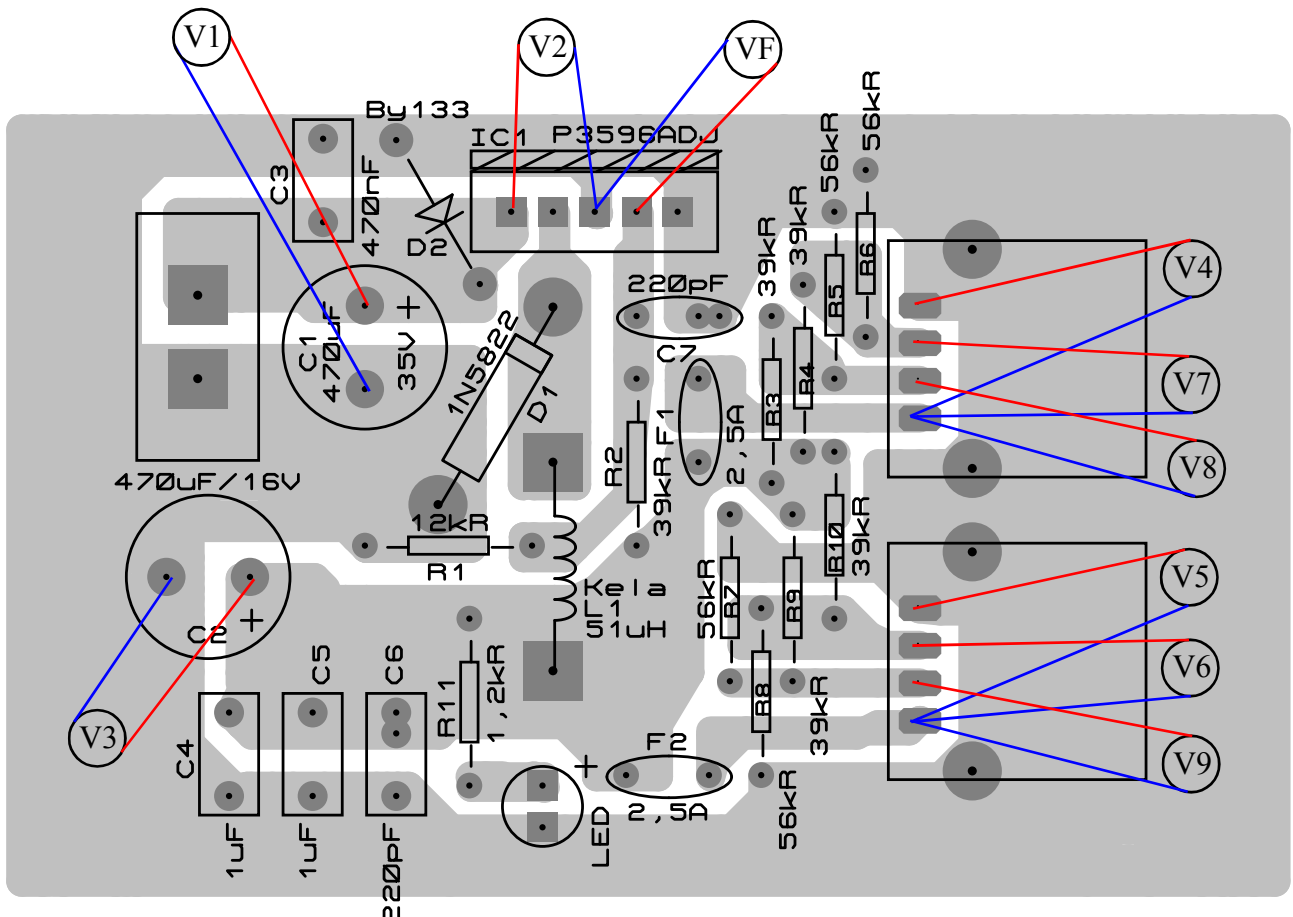 V1
V2
VF
By133
IC1 P3596ADJ
56kR
56kR
39kR
39kR
C3
470nF
D2
R6
R5
R4
R3
V4
V7
V8
220pF
C7
C1
470uF
35V
+
1N5822
D1
R2
39kR
F1
2,5A
470uF/16V
12kR
R1
R10
39kR
C2
+
Kela
L1
51uH
56kR
R7
R9
R8
39kR
56kR
V5
V6
V9
V3
C4
C5
C6
R11
1,2kR
1uF
1uF
220pF
+
LED
F2
2,5A